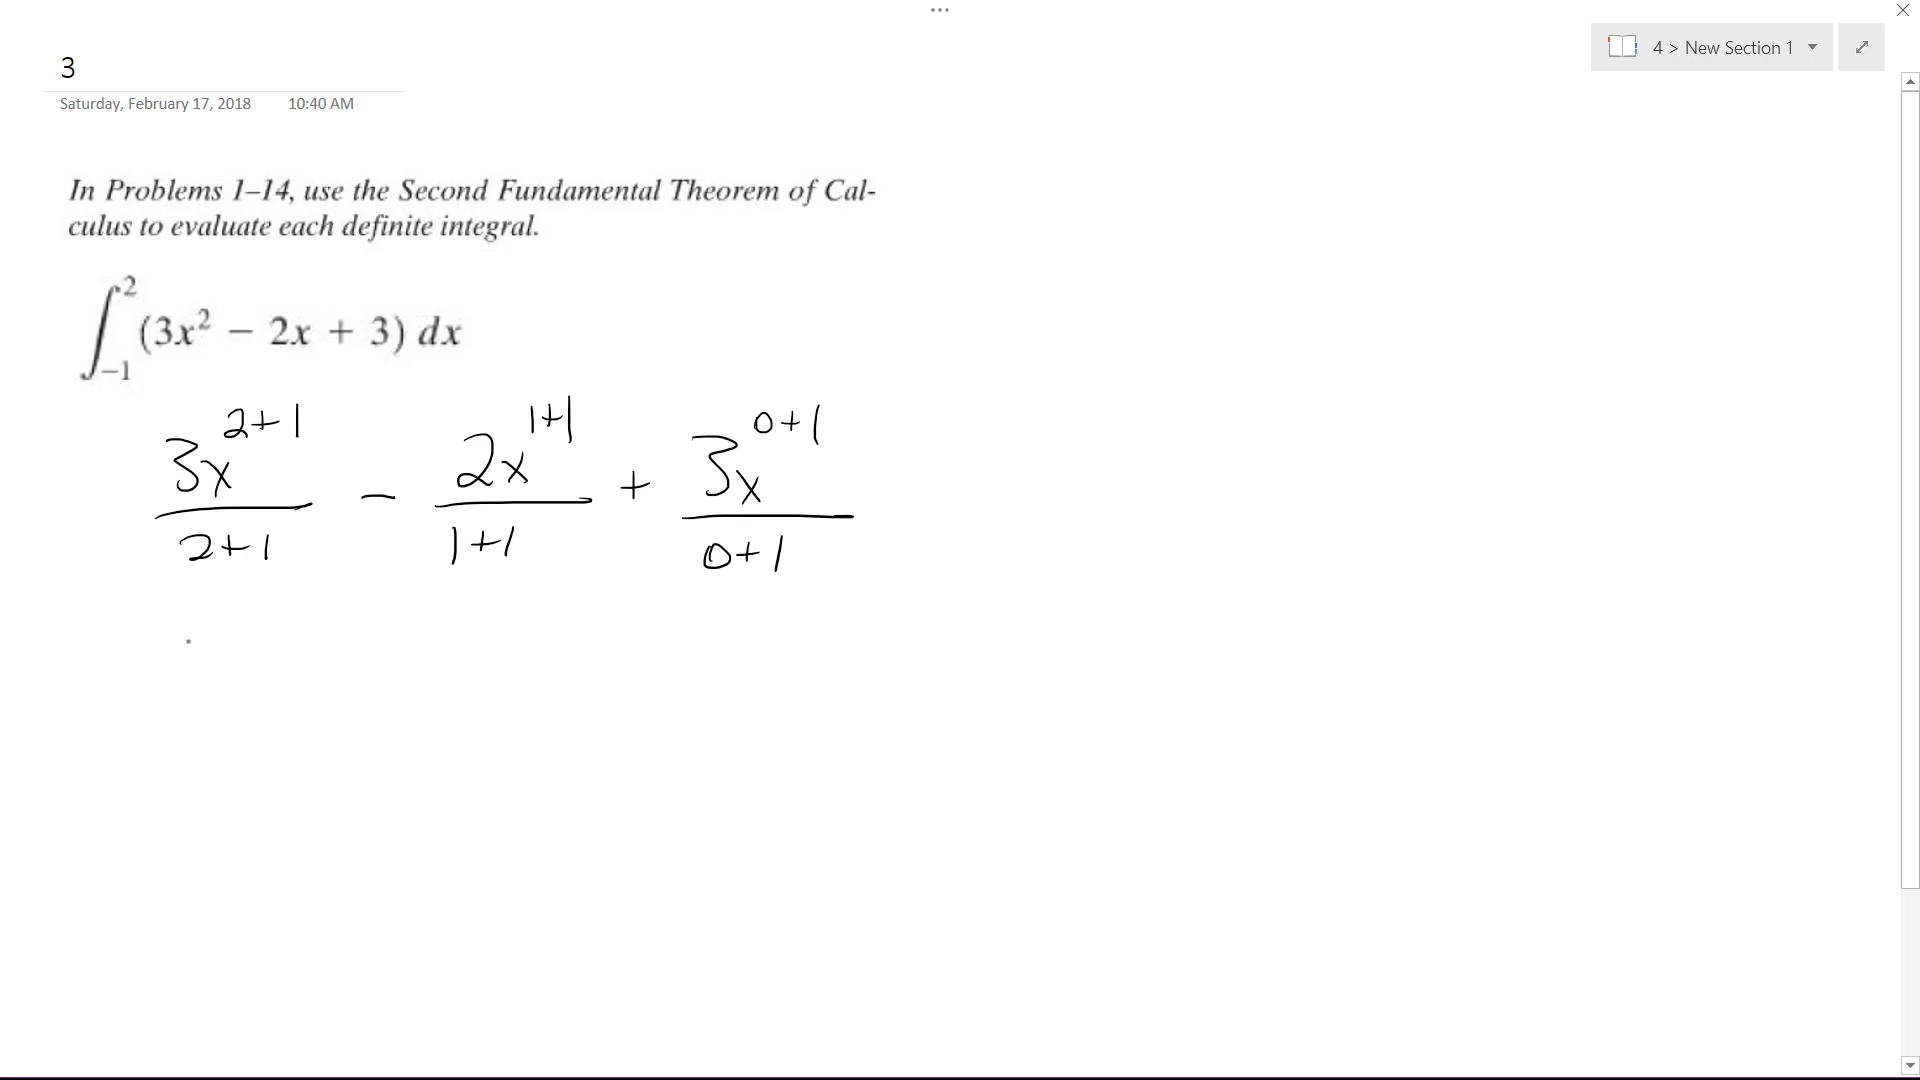 4 > New Section 1
3
Saturday, February 17, 2018 10:40 AM
In Problems 1–14, use the Second Fundamental Theorem of Cal-
culus to evaluate each definite integral.
∫_{-1}^{2} (3x² − 2x + 3) dx
3x^{2+1}/(2+1) − 2x^{1+1}/(1+1) + 3x^{0+1}/(0+1)